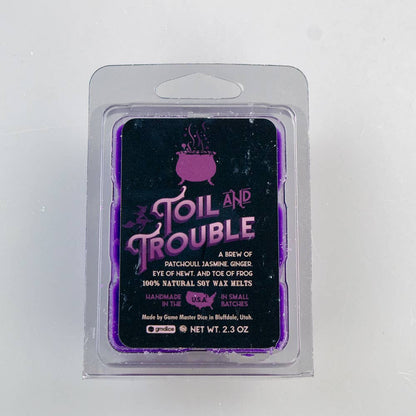 TOIL AND
TROUBLE
A BREW OF
PATCHOULI, JASMINE, GINGER
EYE OF NEWT, AND TOE OF FROG
100% NATURAL SOY WAX MELTS
HANDMADE IN THE U.S.A. IN SMALL BATCHES
Made by Game Master Dice in Bluffdale, Utah.
gmdice NET WT. 2.3 OZ